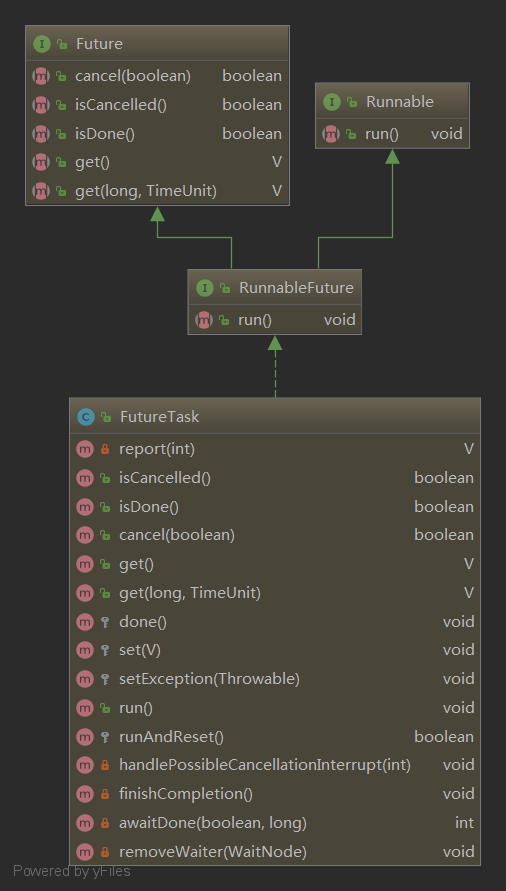 Future
cancel(boolean) boolean
isCancelled() boolean
isDone() boolean
get() V
get(long, TimeUnit) V
Runnable
run() void
RunnableFuture
run() void
FutureTask
report(int) V
isCancelled() boolean
isDone() boolean
cancel(boolean) boolean
get() V
get(long, TimeUnit) V
done() void
set(V) void
setException(Throwable) void
run() void
runAndReset() boolean
handlePossibleCancellationInterrupt(int) void
finishCompletion() void
awaitDone(boolean, long) int
removeWaiter(WaitNode) void
Powered by yFiles